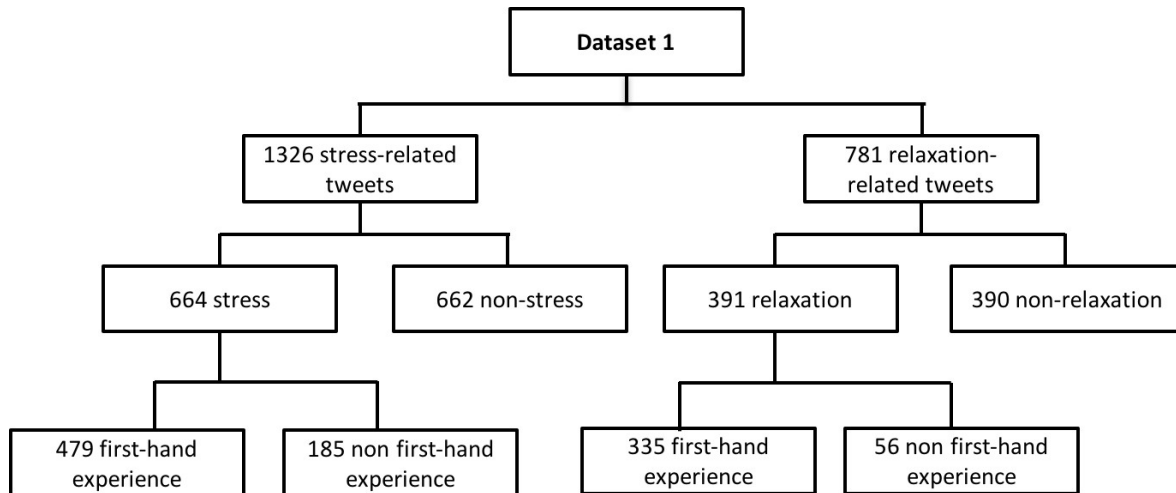 Dataset 1
1326 stress-related
tweets
781 relaxation-
related tweets
664 stress
662 non-stress
391 relaxation
390 non-relaxation
479 first-hand
experience
185 non first-hand
experience
335 first-hand
experience
56 non first-hand
experience